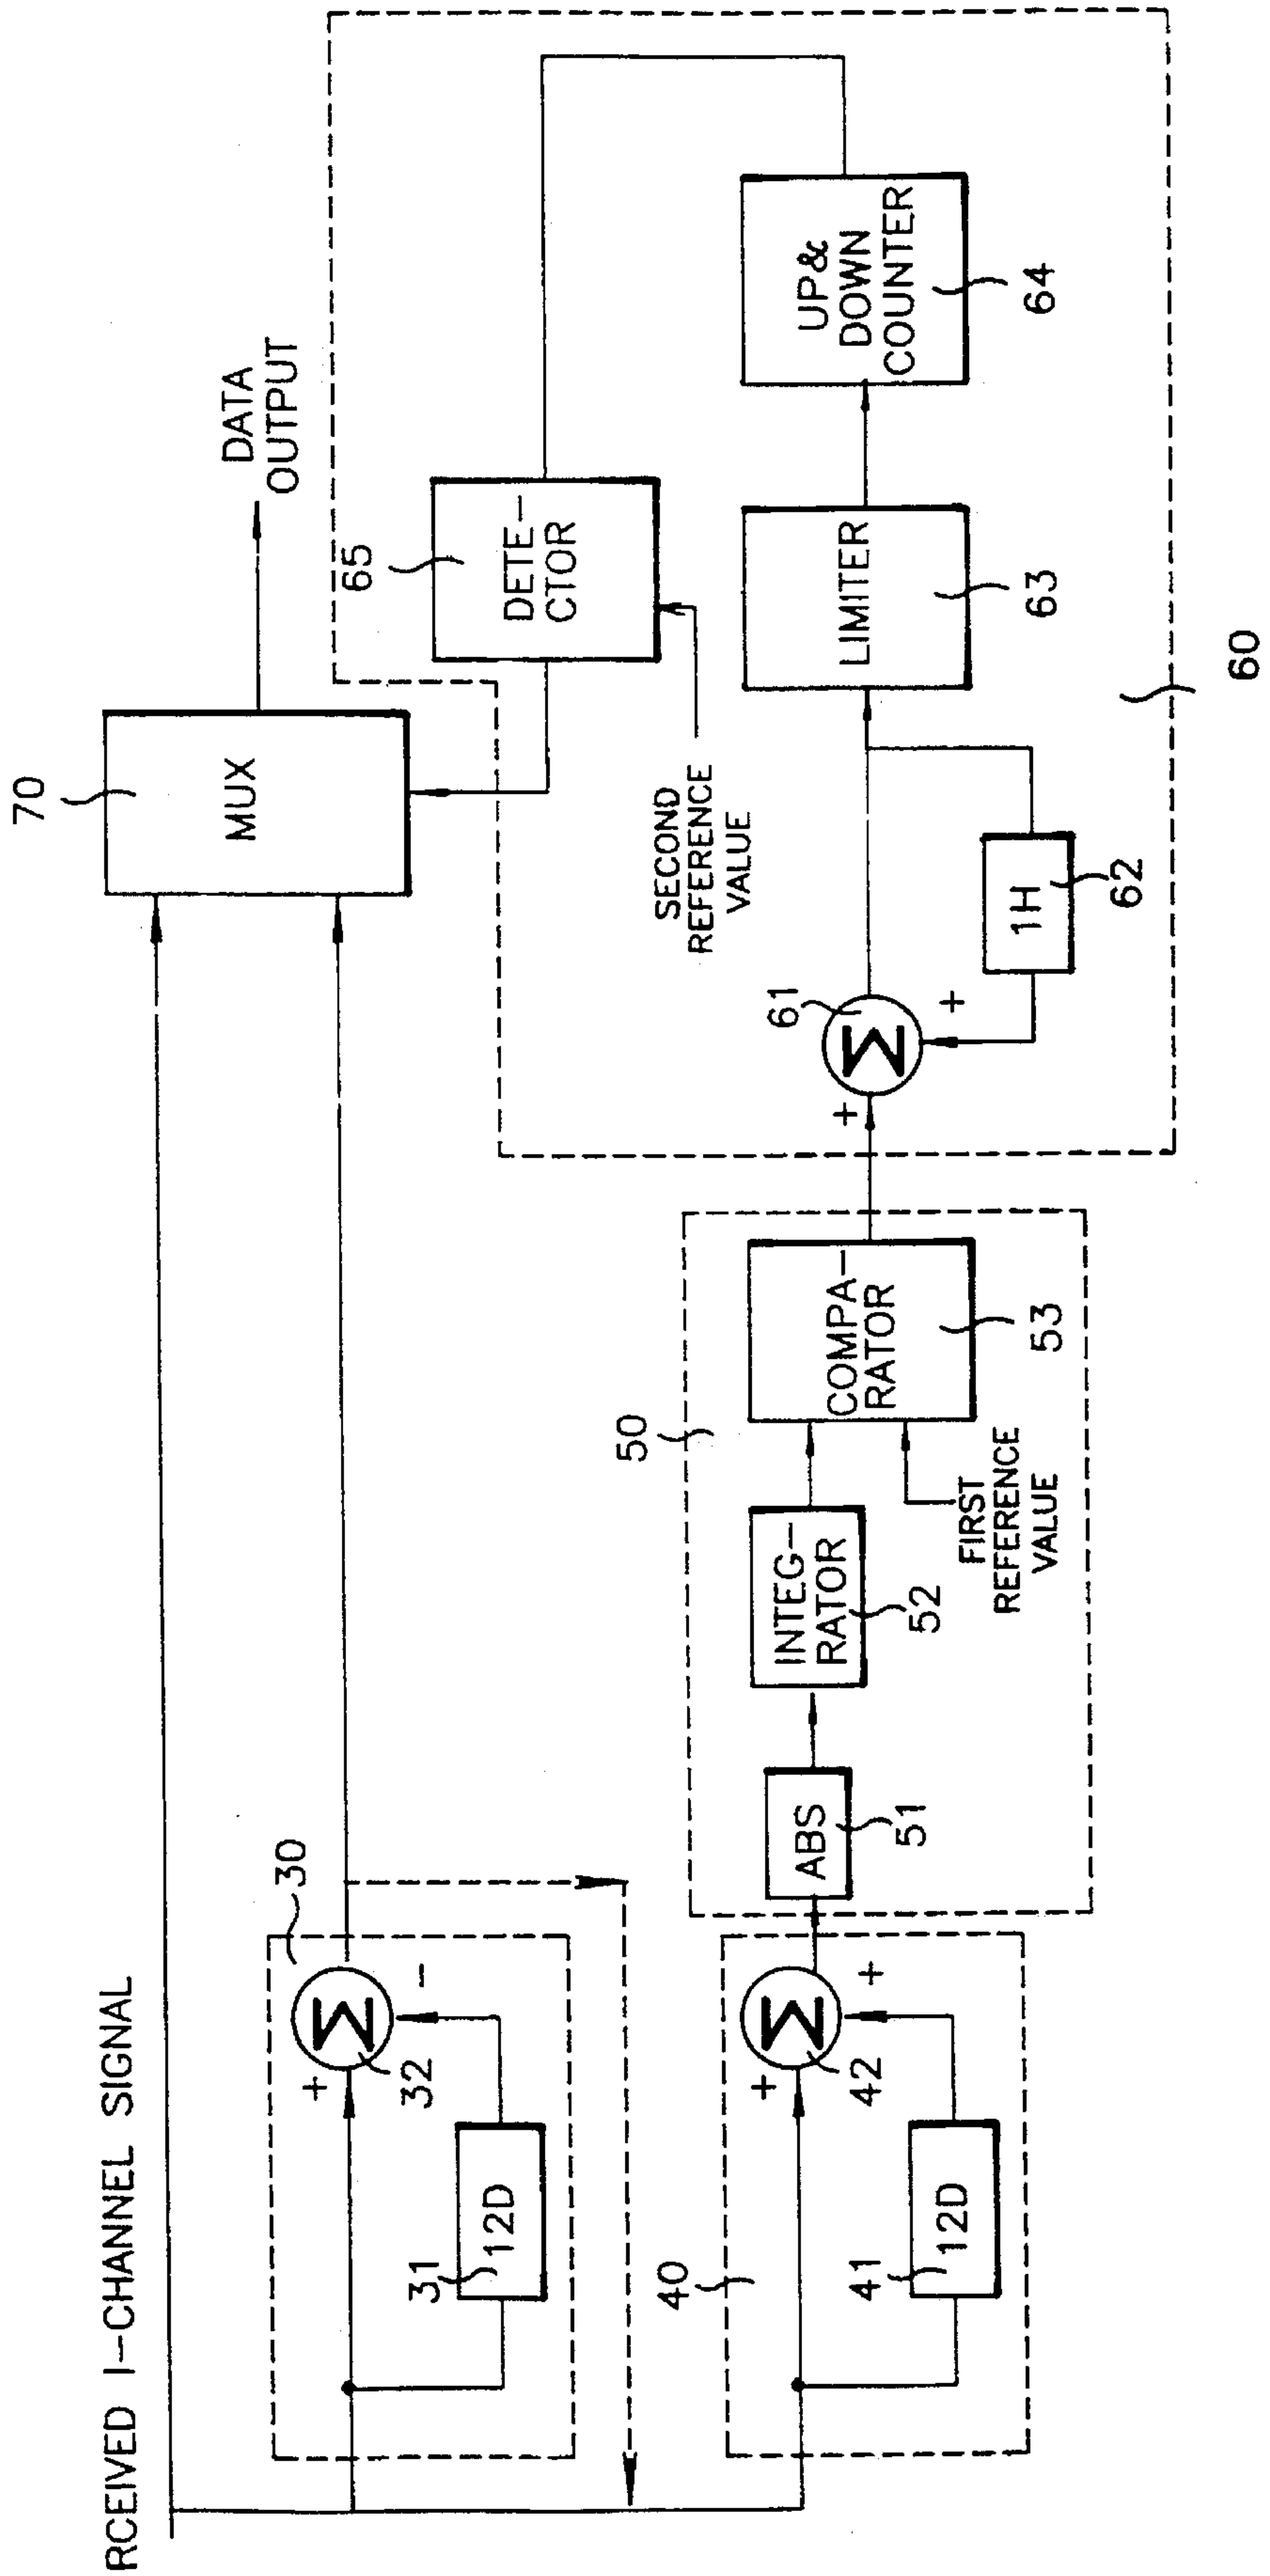 RCEIVED I-CHANNEL SIGNAL
70
MUX
DATA
OUTPUT
30
+
-
32
31
12D
65
DETE-
CTOR
SECOND
REFERENCE
VALUE
40
+
+
42
41
12D
50
ABS
51
INTEG-
RATOR
52
COMPA-
RATOR
53
FIRST
REFERENCE
VALUE
61
Σ
Σ
Σ
+
+
1H
62
LIMITER
63
UP&
DOWN
COUNTER
64
60